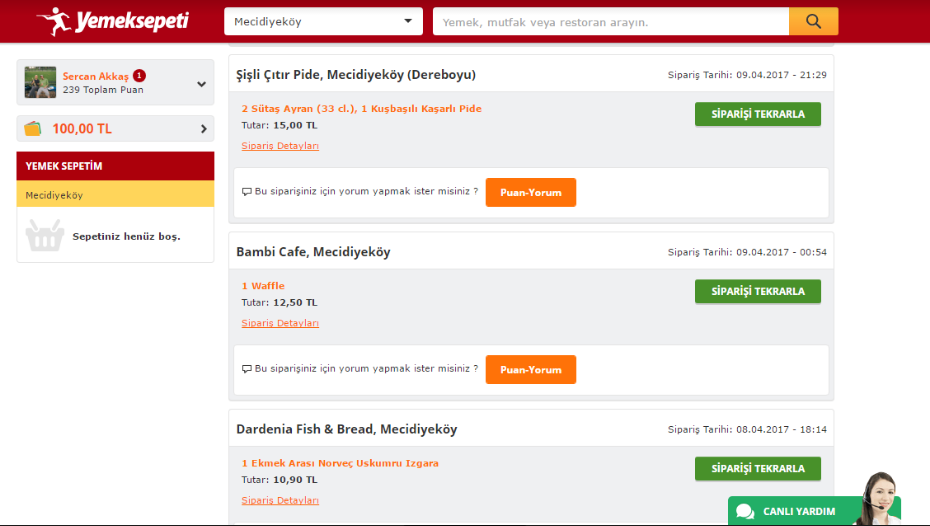 Yemeksepeti
Mecidiyeköy
Yemek, mutfak veya restoran arayın.
Sercan Akkaş 1
239 Toplam Puan
100,00 TL
YEMEK SEPETİM
Mecidiyeköy
Sepetiniz henüz boş.
Şişli Çıtır Pide, Mecidiyeköy (Dereboyu)
Sipariş Tarihi: 09.04.2017 - 21:29
2 Sütaş Ayran (33 cl.), 1 Kuşbaşılı Kaşarlı Pide
Tutar: 15,00 TL
SİPARİŞİ TEKRARLA
Sipariş Detayları
Bu siparişiniz için yorum yapmak ister misiniz ?
Puan-Yorum
Bambi Cafe, Mecidiyeköy
Sipariş Tarihi: 09.04.2017 - 00:54
1 Waffle
Tutar: 12,50 TL
SİPARİŞİ TEKRARLA
Sipariş Detayları
Bu siparişiniz için yorum yapmak ister misiniz ?
Puan-Yorum
Dardenia Fish & Bread, Mecidiyeköy
Sipariş Tarihi: 08.04.2017 - 18:14
1 Ekmek Arası Norveç Uskumru Izgara
Tutar: 10,90 TL
SİPARİŞİ TEKRARLA
Sipariş Detayları
CANLI YARDIM